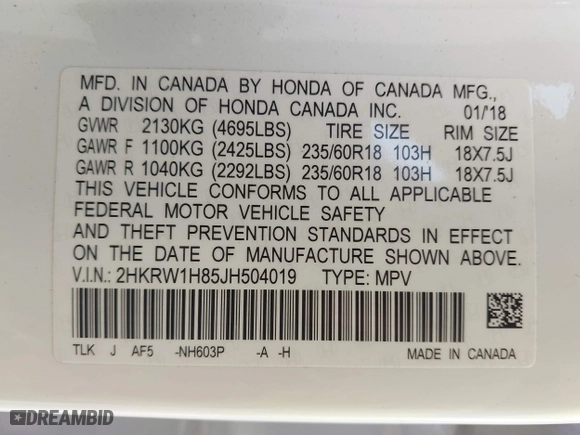 MFD. IN CANADA BY HONDA OF CANADA MFG.,
A DIVISION OF HONDA CANADA INC. 01/'18
GVWR 2130KG (4695LBS) TIRE SIZE RIM SIZE
GAWR F 1100KG (2425LBS) 235/60R18 103H 18X7.5J
GAWR R 1040KG (2292LBS) 235/60R18 103H 18X7.5J
THIS VEHICLE CONFORMS TO ALL APPLICABLE
FEDERAL MOTOR VEHICLE SAFETY
AND THEFT PREVENTION STANDARDS IN EFFECT
ON THE DATE OF MANUFACTURE SHOWN ABOVE.
V.I.N.: 2HKRW1H85JH504019 TYPE: MPV
TLK J AF5 -NH603P -A -H MADE IN CANADA
DREAMBID